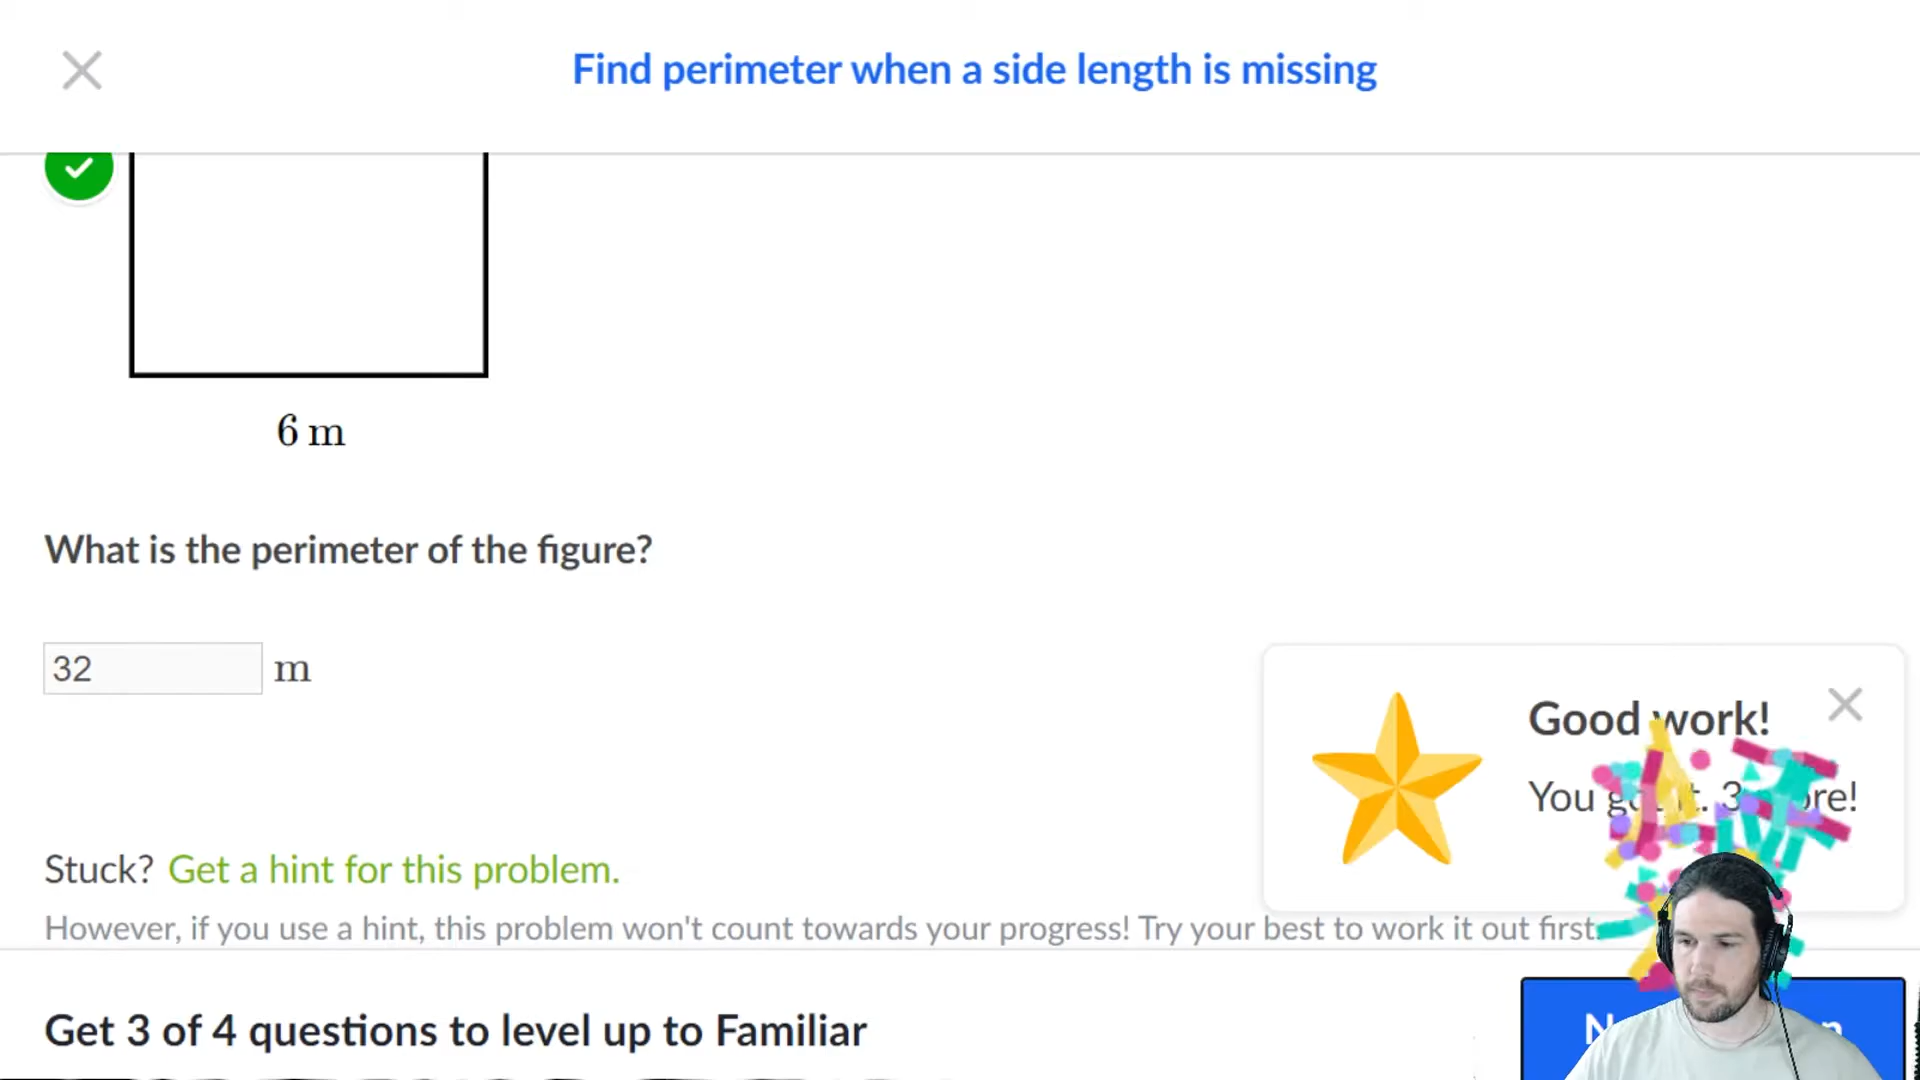 Find perimeter when a side length is missing
6 m
What is the perimeter of the figure?
32 m
Good work!
You it. 3
Stuck? Get a hint for this problem.
However, if you use a hint, this problem won't count towards your progress! Try your best to work it out first.
Get 3 of 4 questions to level up to Familiar